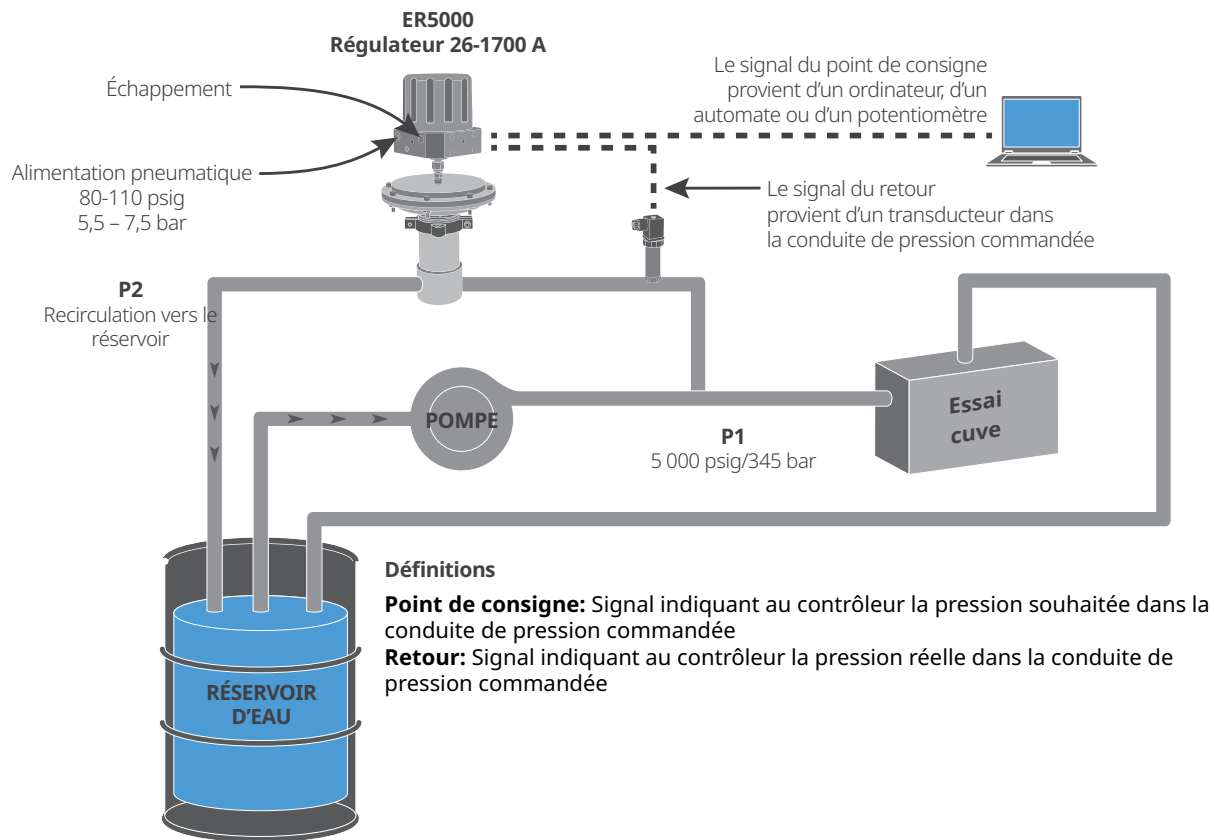 ER5000
Régulateur 26-1700 A
Échappement
Alimentation pneumatique
80-110 psig
5,5 – 7,5 bar
Le signal du point de consigne
provient d'un ordinateur, d'un
automate ou d'un potentiomètre
Le signal du retour
provient d'un transducteur dans
la conduite de pression commandée
P2
Recirculation vers le
réservoir
POMPE
P1
5 000 psig/345 bar
Essai
cuve
Définitions
Point de consigne: Signal indiquant au contrôleur la pression souhaitée dans la
conduite de pression commandée
Retour: Signal indiquant au contrôleur la pression réelle dans la conduite de
pression commandée
RÉSERVOIR
D'EAU